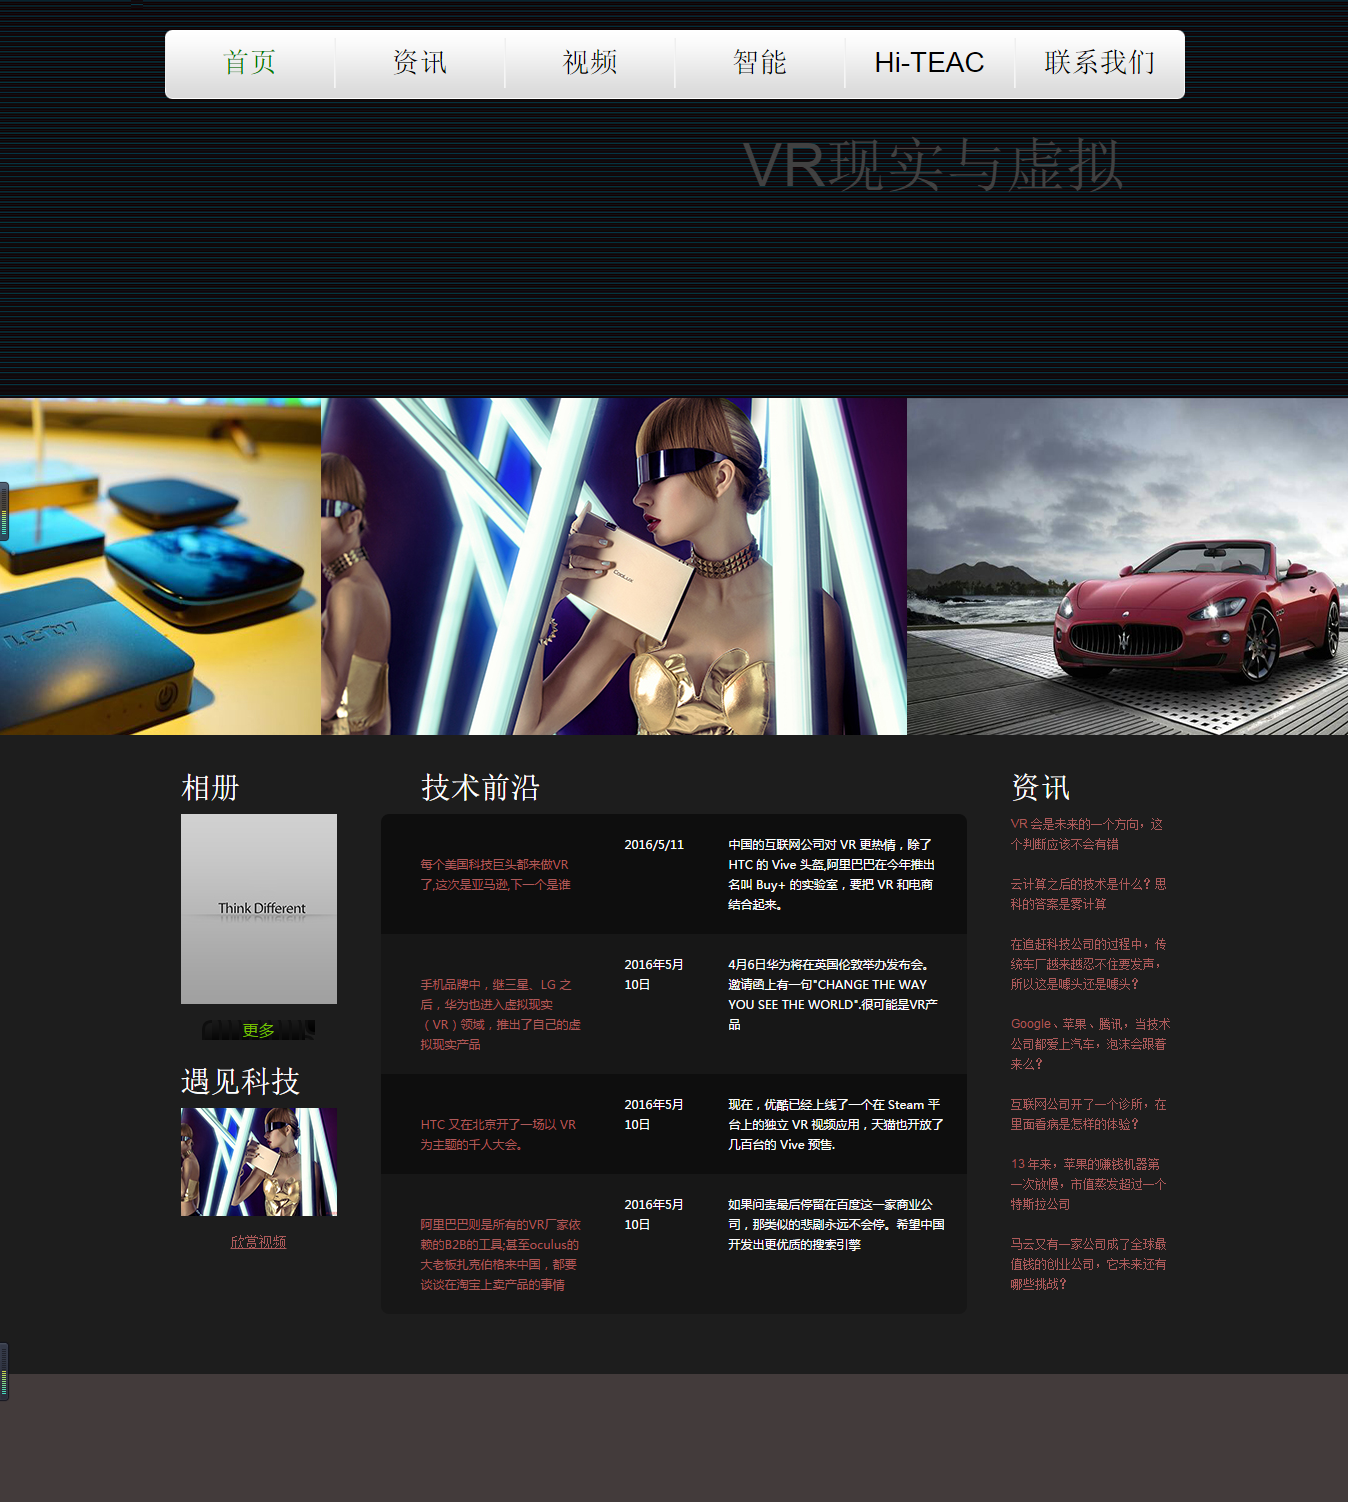 首页 资讯 视频 智能 Hi-TEAC 联系我们
VR现实与虚拟
Letv
CooLux
相册
Think Different
更多
遇见科技
欣赏视频
技术前沿
每个美国科技巨头都来做VR
了,这次是亚马逊,下一个是谁
2016/5/11
中国的互联网公司对 VR 更热情，除了
HTC 的 Vive 头盔,阿里巴巴在今年推出
名叫 Buy+ 的实验室，要把 VR 和电商
结合起来。
手机品牌中，继三星、LG 之
后，华为也进入虚拟现实
（VR）领域，推出了自己的虚
拟现实产品
2016年5月
10日
4月6日华为将在英国伦敦举办发布会。
邀请函上有一句"CHANGE THE WAY
YOU SEE THE WORLD".很可能是VR产
品
HTC 又在北京开了一场以 VR
为主题的千人大会。
2016年5月
10日
现在，优酷已经上线了一个在 Steam 平
台上的独立 VR 视频应用，天猫也开放了
几百台的 Vive 预售.
阿里巴巴则是所有的VR厂家依
赖的B2B的工具;甚至oculus的
大老板扎克伯格来中国，都要
谈谈在淘宝上卖产品的事情
2016年5月
10日
如果问责最后停留在百度这一家商业公
司，那类似的悲剧永远不会停。希望中国
开发出更优质的搜索引擎
资讯
VR 会是未来的一个方向，这
个判断应该不会有错
云计算之后的技术是什么？思
科的答案是雾计算
在追赶科技公司的过程中，传
统车厂越来越忍不住要发声，
所以这是噱头还是噱头？
Google、苹果、腾讯，当技术
公司都爱上汽车，泡沫会跟着
来么？
互联网公司开了一个诊所，在
里面看病是怎样的体验？
13 年来，苹果的赚钱机器第
一次放慢，市值蒸发超过一个
特斯拉公司
马云又有一家公司成了全球最
值钱的创业公司，它未来还有
哪些挑战？